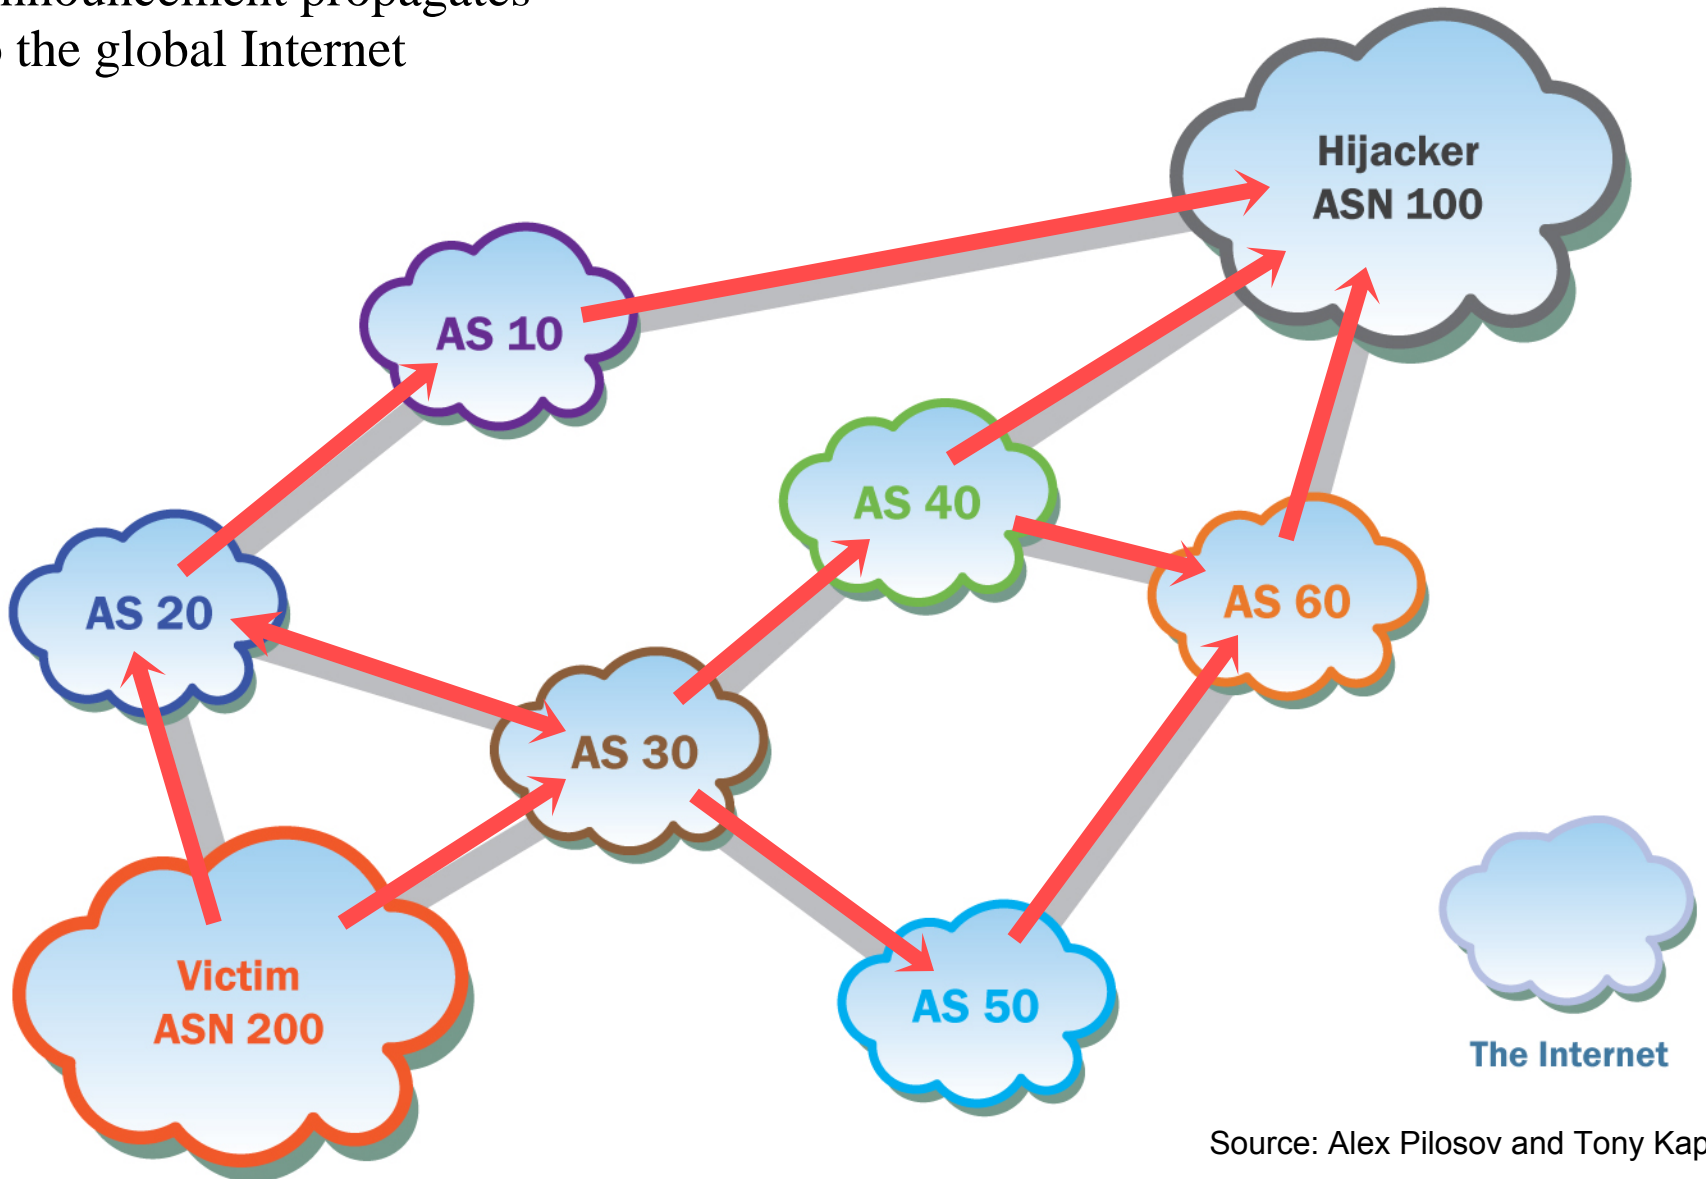 propagates
the global Internet
Hijacker
ASN 100
AS 10
AS 40
AS 20
AS 60
AS 30
Victim
ASN 200
AS 50
The Internet
Source: Alex Pilosov and Tony